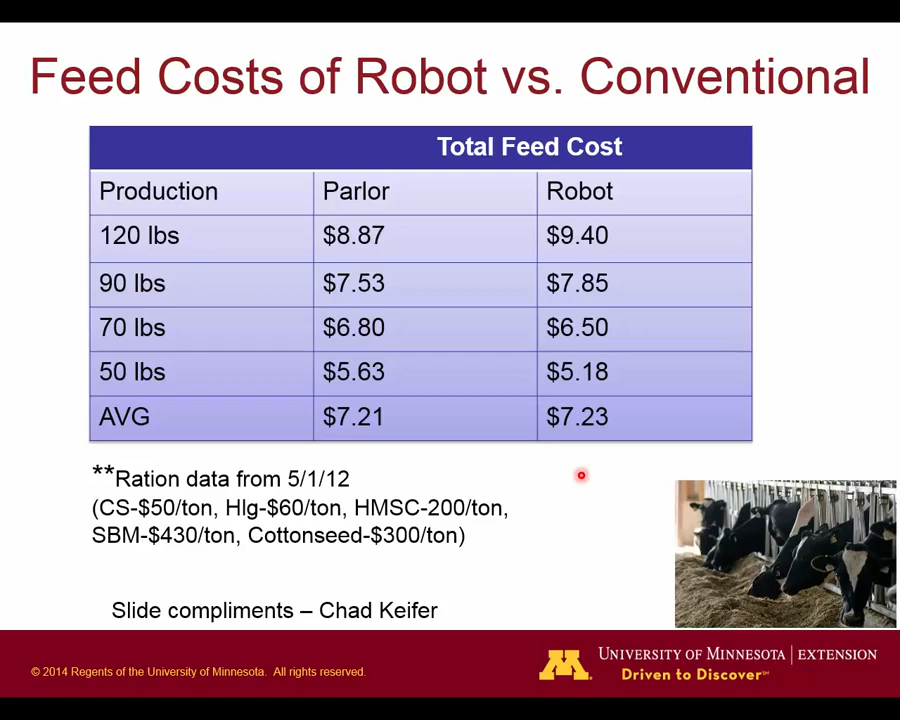 Feed Costs of Robot vs. Conventional
Total Feed Cost
Production Parlor Robot
120 lbs $8.87 $9.40
90 lbs $7.53 $7.85
70 lbs $6.80 $6.50
50 lbs $5.63 $5.18
AVG $7.21 $7.23
**Ration data from 5/1/12
(CS-$50/ton, Hlg-$60/ton, HMSC-200/ton,
SBM-$430/ton, Cottonseed-$300/ton)
Slide compliments – Chad Keifer
© 2014 Regents of the University of Minnesota. All rights reserved.
M
UNIVERSITY OF MINNESOTA | EXTENSION
Driven to Discover℠